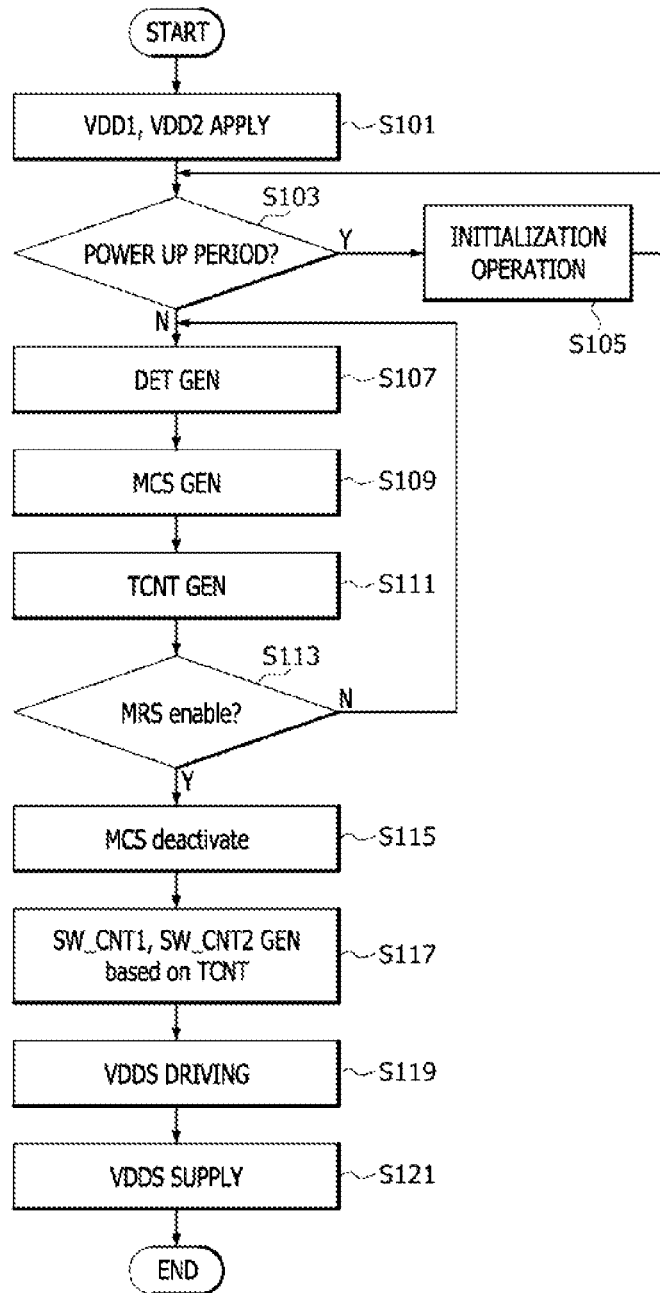 START
VDD1, VDD2 APPLY
S101
S103
POWER UP PERIOD?
Y
INITIALIZATION
OPERATION
S105
N
DET GEN
S107
MCS GEN
S109
TCNT GEN
S111
S113
MRS enable?
N
Y
MCS deactivate
S115
SW_CNT1, SW_CNT2 GEN
based on TCNT
S117
VDDS DRIVING
S119
VDDS SUPPLY
S121
END